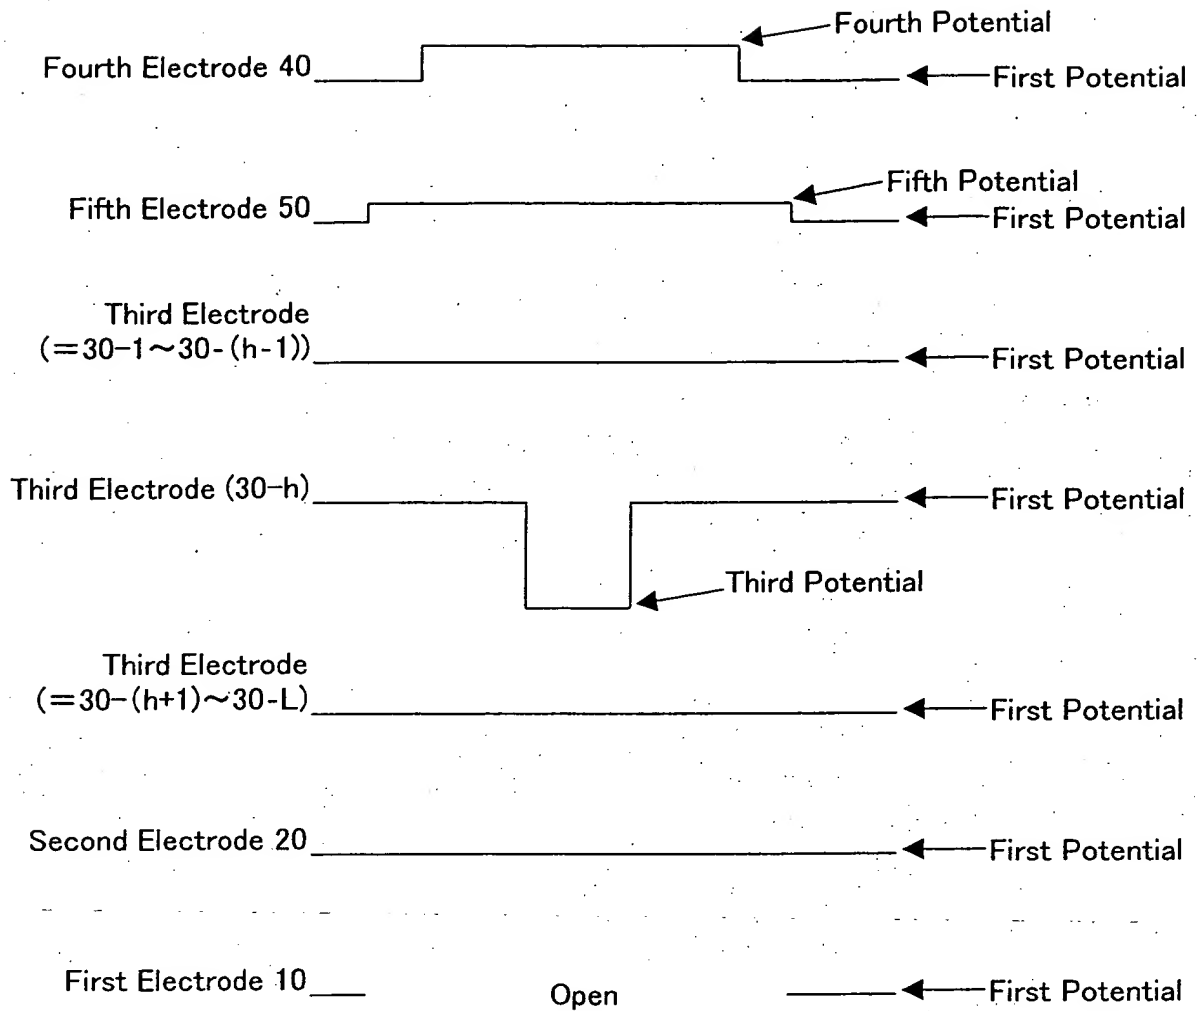 Fourth Potential
Fourth Electrode 40
First Potential
Fifth Potential
Fifth Electrode 50
First Potential
Third Electrode
(=30-1～30-(h-1))
First Potential
Third Electrode (30-h)
First Potential
Third Potential
Third Electrode
(=30-(h+1)～30-L)
First Potential
Second Electrode 20
First Potential
First Electrode 10
Open
First Potential